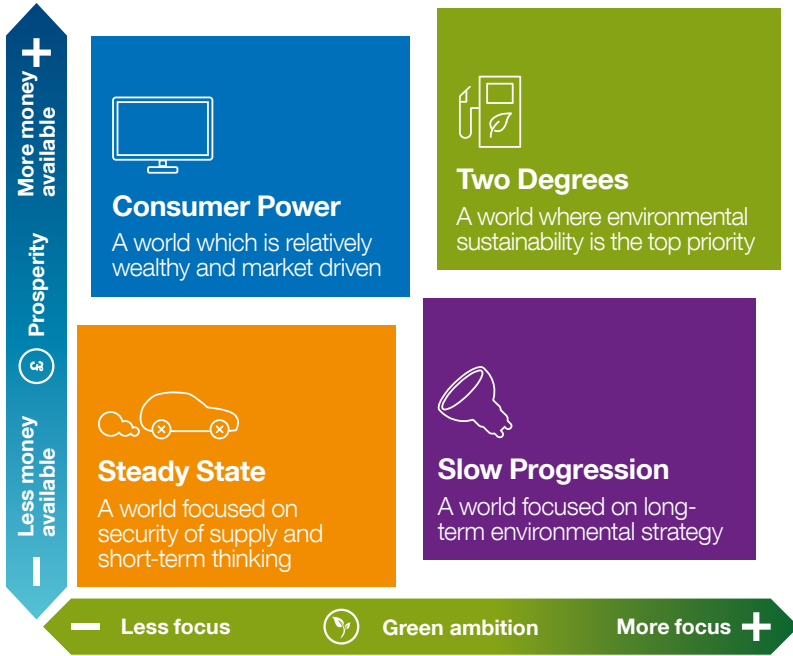 More money
available
Prosperity
£
Less money
available
Consumer Power
A world which is relatively
wealthy and market driven
Two Degrees
A world where environmental
sustainability is the top priority
Steady State
A world focused on
security of supply and
short-term thinking
Slow Progression
A world focused on long-
term environmental strategy
Less focus
Green ambition
More focus